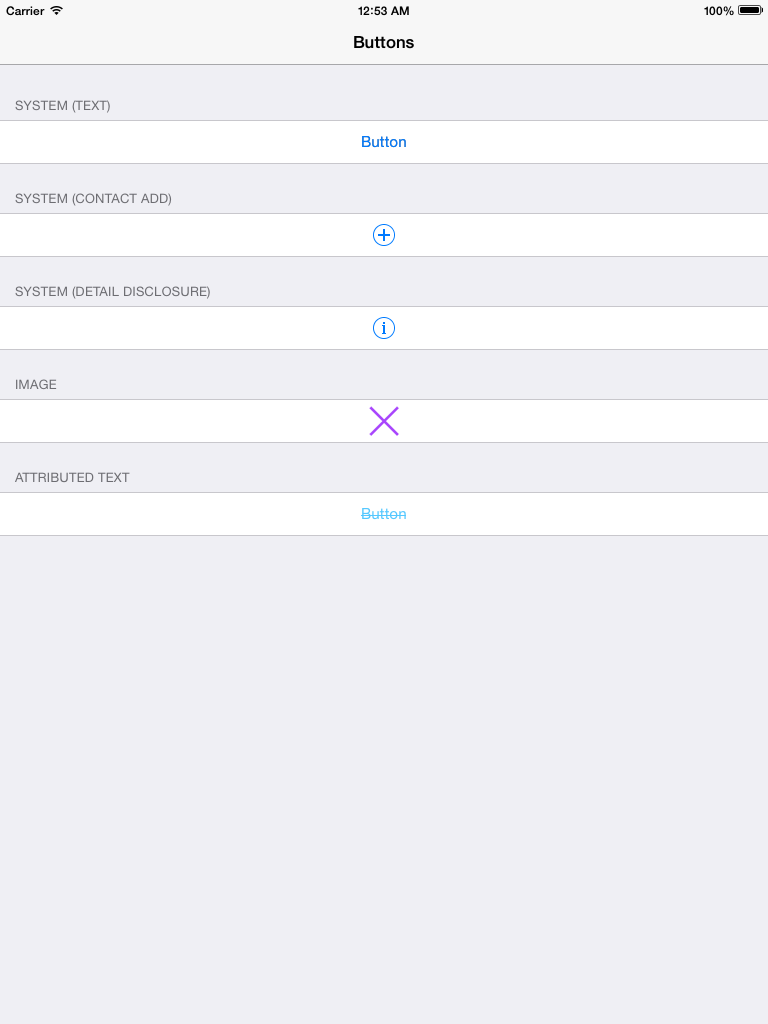 Carrier 12:53 AM 100%
Buttons
SYSTEM (TEXT)
Button
SYSTEM (CONTACT ADD)
SYSTEM (DETAIL DISCLOSURE)
i
IMAGE
ATTRIBUTED TEXT
Button